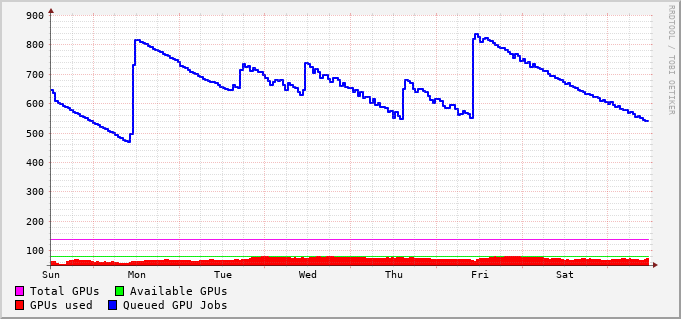 900
800
700
600
500
400
300
200
100
Sun Mon Tue Wed Thu Fri Sat
RRDTOOL / TOBI OETIKER
Total GPUs Available GPUs
GPUs used Queued GPU Jobs